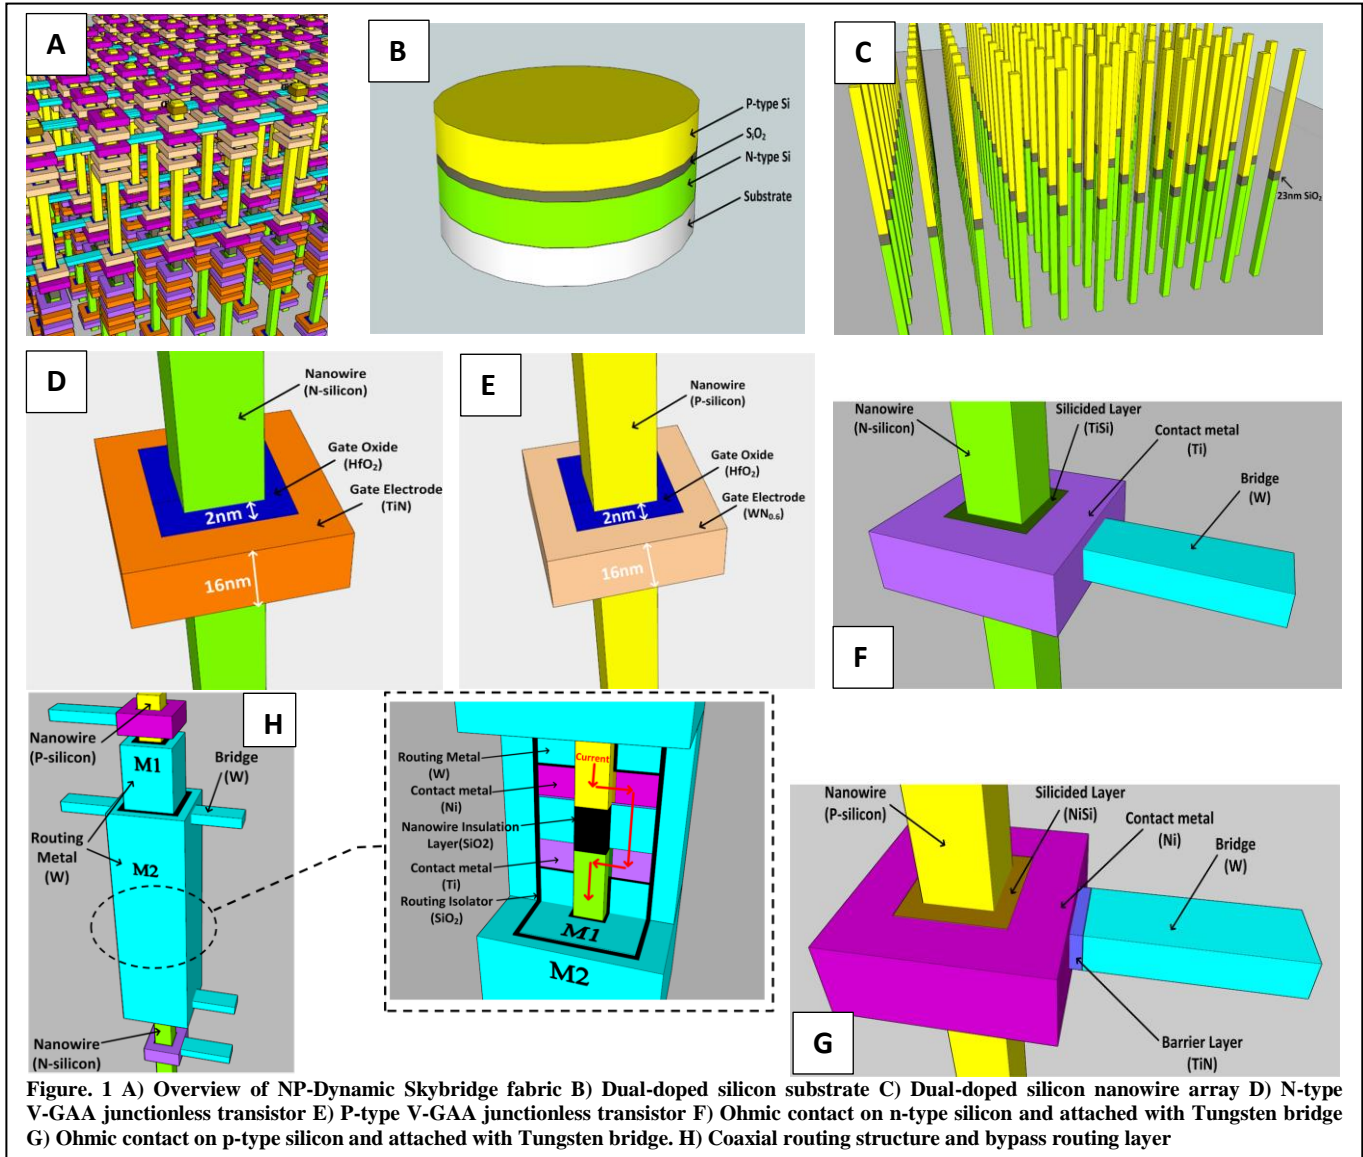 A
B
P-type Si
SiO2
N-type Si
Substrate
C
23nm SiO2
D
Nanowire
(N-silicon)
Gate Oxide
(HfO2)
Gate Electrode
(TiN)
2nm
16nm
E
Nanowire
(P-silicon)
Gate Oxide
(HfO2)
Gate Electrode
(WN0.6)
2nm
16nm
Nanowire
(N-silicon)
Silicided Layer
(TiSi)
Contact metal
(Ti)
Bridge
(W)
F
H
Nanowire
(P-silicon)
M1
Bridge
(W)
Routing
Metal
(W)
M2
Nanowire
(N-silicon)
Routing Metal
(W)
Contact metal
(Ni)
Nanowire Insulation
Layer(SiO2)
Contact metal
(Ti)
Routing Isolator
(SiO2)
Current
M1
M2
Nanowire
(P-silicon)
Silicided Layer
(NiSi)
Contact metal
(Ni)
Bridge
(W)
Barrier Layer
(TiN)
G
Figure. 1 A) Overview of NP-Dynamic Skybridge fabric B) Dual-doped silicon substrate C) Dual-doped silicon nanowire array D) N-type
V-GAA junctionless transistor E) P-type V-GAA junctionless transistor F) Ohmic contact on n-type silicon and attached with Tungsten bridge
G) Ohmic contact on p-type silicon and attached with Tungsten bridge. H) Coaxial routing structure and bypass routing layer